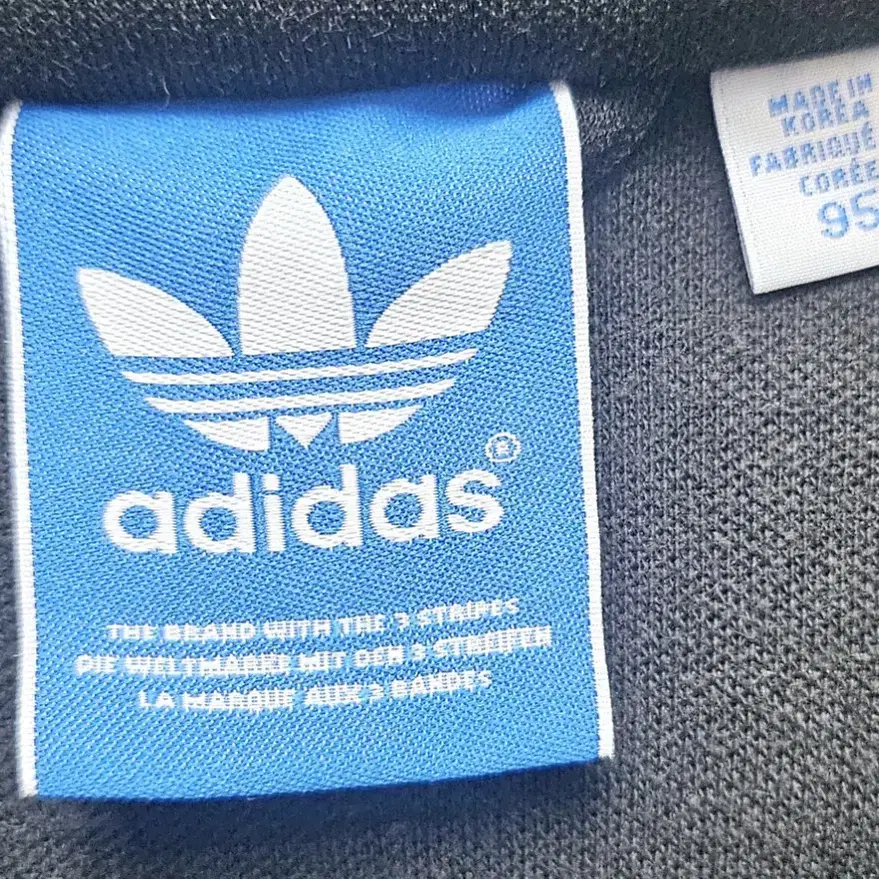 adidas®
THE BRAND WITH THE 3 STRIPES
DIE WELTMARKE MIT DEN 3 STREIFEN
LA MARQUE AUX 3 BANDES
MADE IN
KOREA
FABRIQUÉ
CORÉE
95